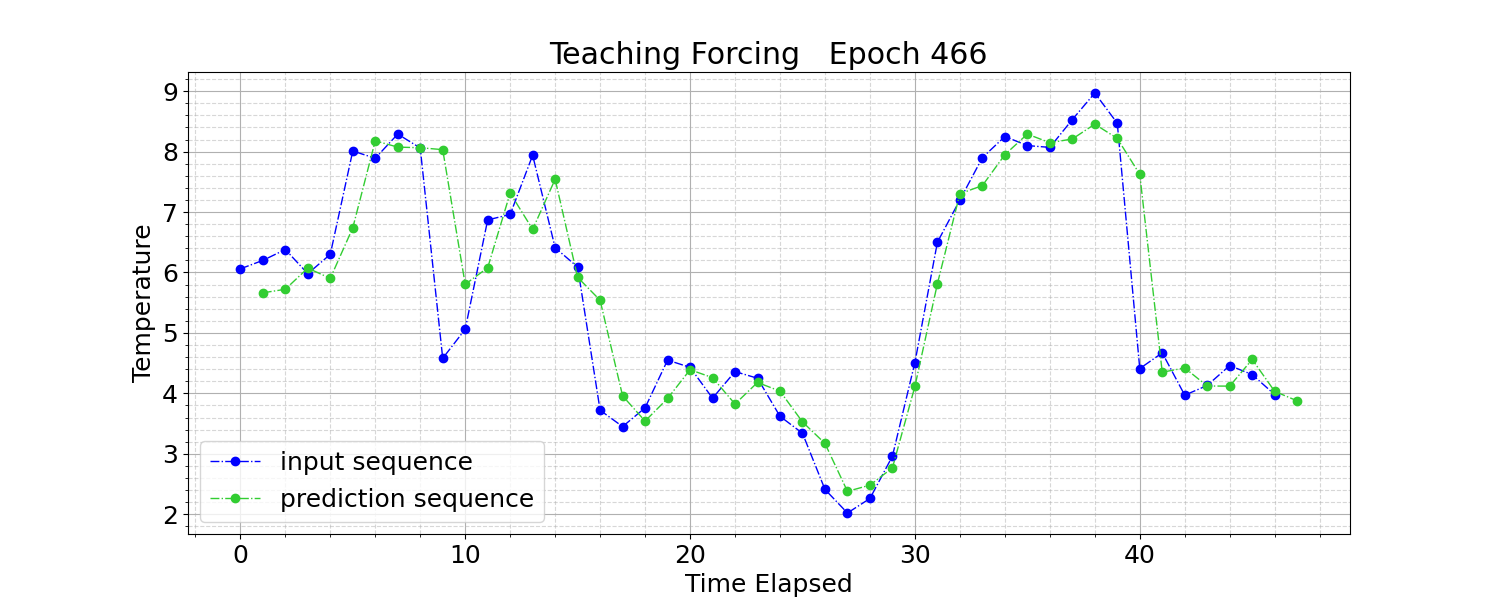 Teaching Forcing   Epoch 466
9
8
7
6
5
4
3
2
Temperature
input sequence
prediction sequence
0 10 20 30 40
Time Elapsed